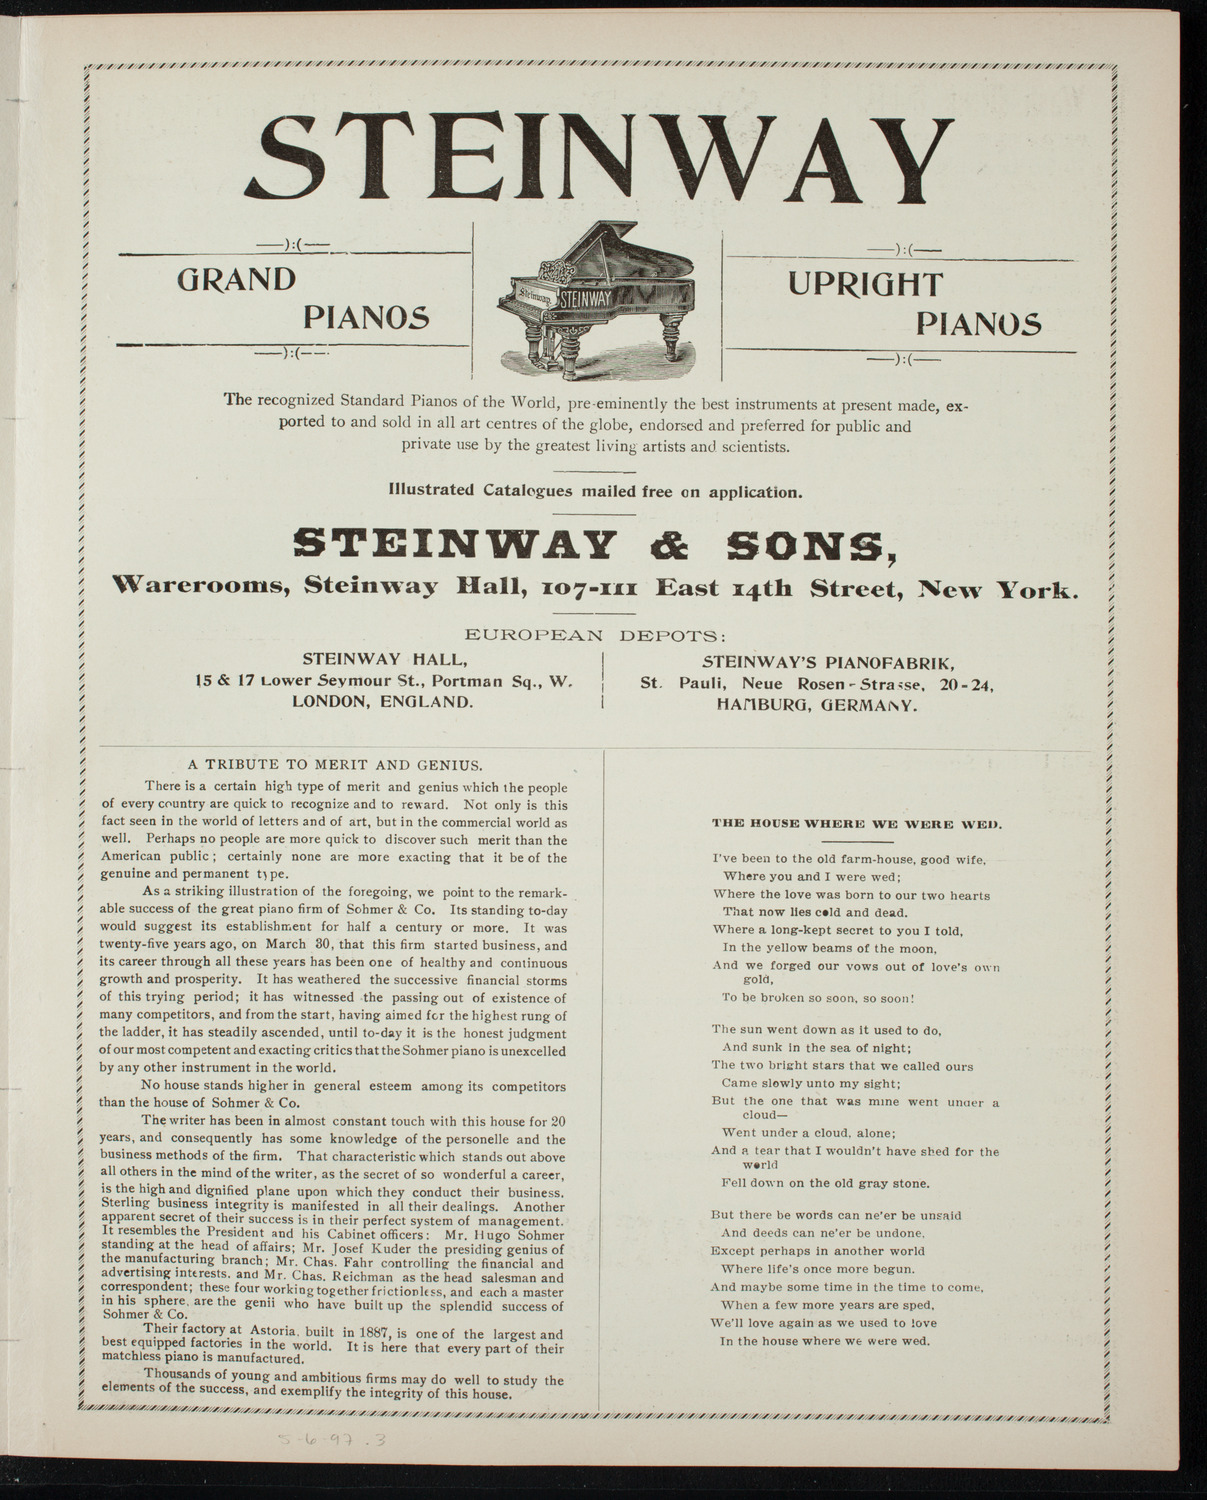 STEINWAY
GRAND
PIANOS
Steinway
STEINWAY
UPRIGHT
PIANOS
The recognized Standard Pianos of the World, pre-eminently the best instruments at present made, ex-
ported to and sold in all art centres of the globe, endorsed and preferred for public and
private use by the greatest living artists and scientists.
Illustrated Catalogues mailed free on application.
STEINWAY & SONS,
Warerooms, Steinway Hall, 107-111 East 14th Street, New York.
EUROPEAN DEPOTS:
STEINWAY HALL,
15 & 17 Lower Seymour St., Portman Sq., W.
LONDON, ENGLAND.
STEINWAY'S PIANOFABRIK,
St. Pauli, Neue Rosen-Strasse, 20-24,
HAMBURG, GERMANY.
A TRIBUTE TO MERIT AND GENIUS.
There is a certain high type of merit and genius which the people
of every country are quick to recognize and to reward. Not only is this
fact seen in the world of letters and of art, but in the commercial world as
well. Perhaps no people are more quick to discover such merit than the
American public; certainly none are more exacting that it be of the
genuine and permanent type.
As a striking illustration of the foregoing, we point to the remark-
able success of the great piano firm of Sohmer & Co. Its standing to-day
would suggest its establishment for half a century or more. It was
twenty-five years ago, on March 30, that this firm started business, and
its career through all these years has been one of healthy and continuous
growth and prosperity. It has weathered the successive financial storms
of this trying period; it has witnessed the passing out of existence of
many competitors, and from the start, having aimed for the highest rung of
the ladder, it has steadily ascended, until to-day it is the honest judgment
of our most competent and exacting critics that the Sohmer piano is unexcelled
by any other instrument in the world.
No house stands higher in general esteem among its competitors
than the house of Sohmer & Co.
The writer has been in almost constant touch with this house for 20
years, and consequently has some knowledge of the personelle and the
business methods of the firm. That characteristic which stands out above
all others in the mind of the writer, as the secret of so wonderful a career,
is the high and dignified plane upon which they conduct their business.
Sterling business integrity is manifested in all their dealings. Another
apparent secret of their success is in their perfect system of management.
It resembles the President and his Cabinet officers: Mr. Hugo Sohmer
standing at the head of affairs; Mr. Josef Kuder the presiding genius of
the manufacturing branch; Mr. Chas. Fahr controlling the financial and
advertising interests, and Mr. Chas. Reichman as the head salesman and
correspondent; these four working together frictionless, and each a master
in his sphere, are the genii who have built up the splendid success of
Sohmer & Co.
Their factory at Astoria, built in 1887, is one of the largest and
best equipped factories in the world. It is here that every part of their
matchless piano is manufactured.
Thousands of young and ambitious firms may do well to study the
elements of the success, and exemplify the integrity of this house.
THE HOUSE WHERE WE WERE WED.
I've been to the old farm-house, good wife,
Where you and I were wed;
Where the love was born to our two hearts
That now lies cold and dead.
Where a long-kept secret to you I told,
In the yellow beams of the moon,
And we forged our vows out of love's own
gold,
To be broken so soon, so soon!
The sun went down as it used to do,
And sunk in the sea of night;
The two bright stars that we called ours
Came slowly unto my sight;
But the one that was mine went under a
cloud—
Went under a cloud, alone;
And a tear that I wouldn't have shed for the
world
Fell down on the old gray stone.
But there be words can ne'er be unsaid
And deeds can ne'er be undone,
Except perhaps in another world
Where life's once more begun.
And maybe some time in the time to come,
When a few more years are sped,
We'll love again as we used to love
In the house where we were wed.
5-6-97.3